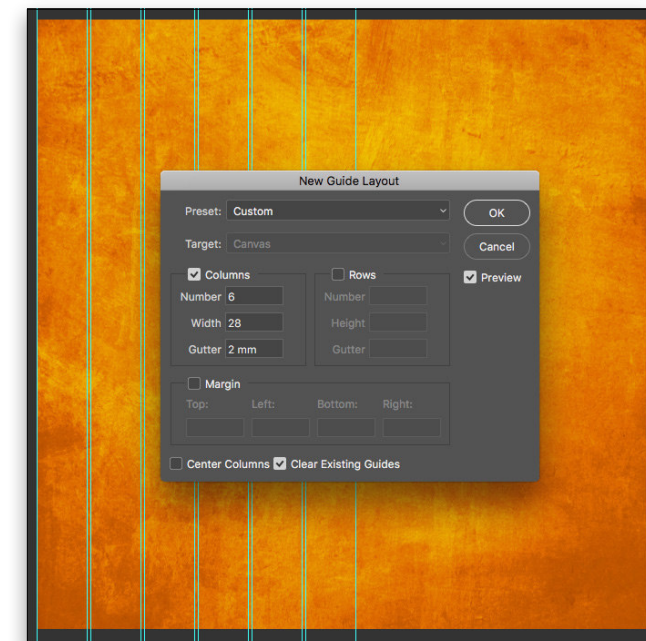 New Guide Layout
Preset: Custom
OK
Target: Canvas
Cancel
Columns
Rows
Preview
Number 6
Number
Width 28
Height
Gutter 2 mm
Gutter
Margin
Top: Left: Bottom: Right:
Center Columns Clear Existing Guides